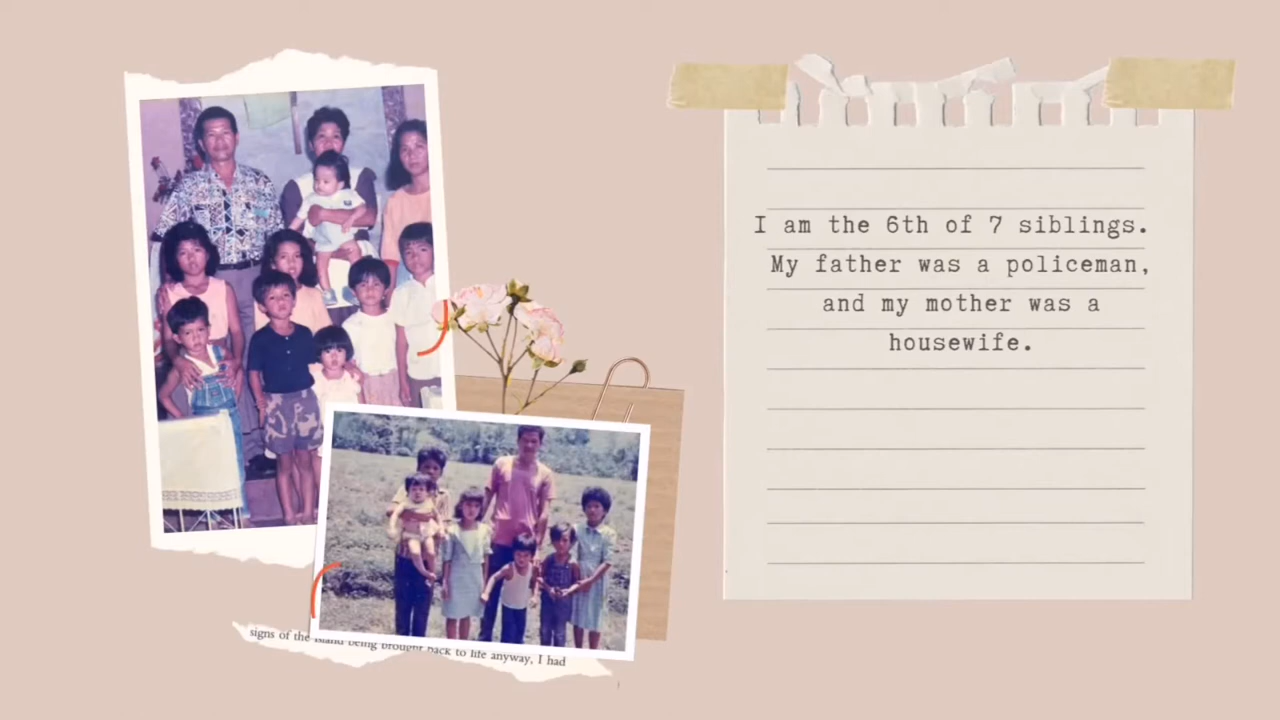 I am the 6th of 7 siblings.
My father was a policeman,
and my mother was a
housewife.
signs of the island being brought back to life anyway, I had